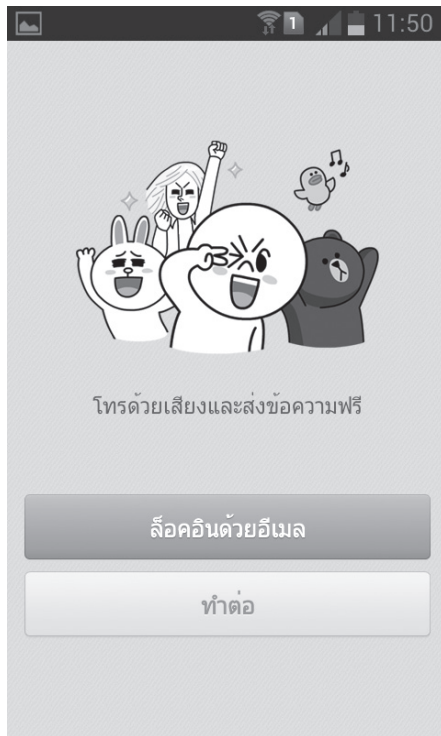 1 11:50
โทรด้วยเสียงและส่งข้อความฟรี
ล็อคอินด้วยอีเมล
ทำต่อ